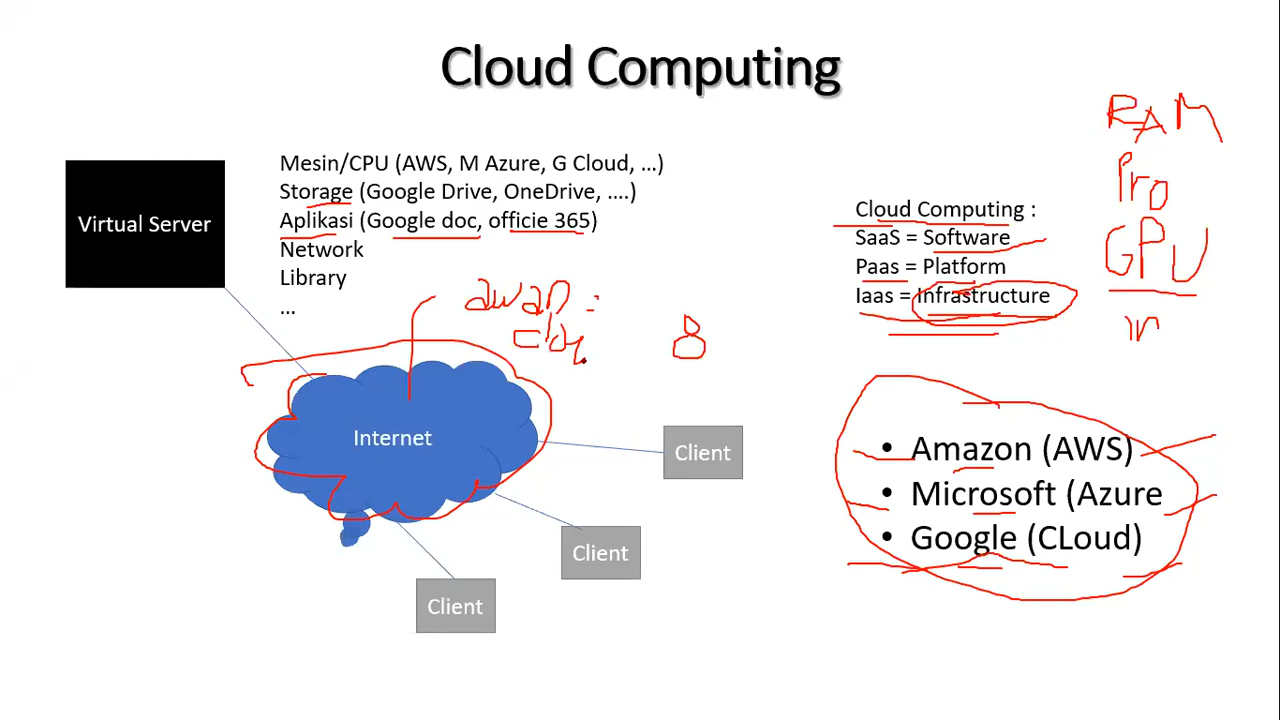 Cloud Computing
Virtual Server
Mesin/CPU (AWS, M Azure, G Cloud, ...)
Storage (Google Drive, OneDrive, ....)
Aplikasi (Google doc, officie 365)
Network
Library
...
awan :
Internet
Client
Client
Client
8
Cloud Computing :
SaaS = Software
Paas = Platform
Iaas = Infrastructure
RAM
Pro
GPU
• Amazon (AWS)
• Microsoft (Azure
• Google (CLoud)